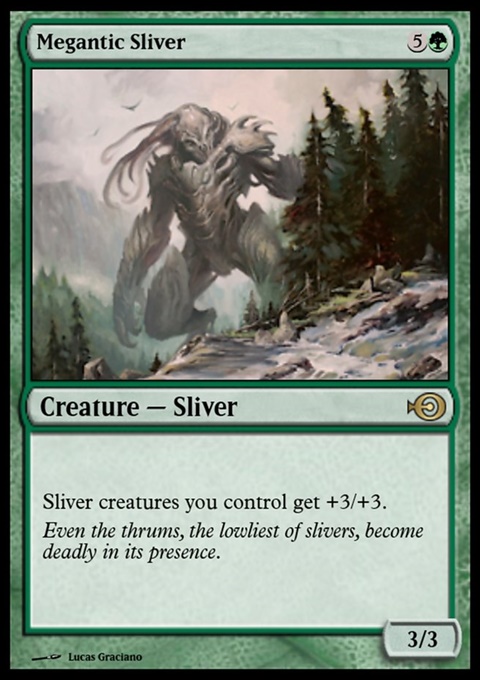 Megantic Sliver 5
Creature — Sliver
Sliver creatures you control get +3/+3.
Even the thrums, the lowliest of slivers, become
deadly in its presence.
3/3
Lucas Graciano